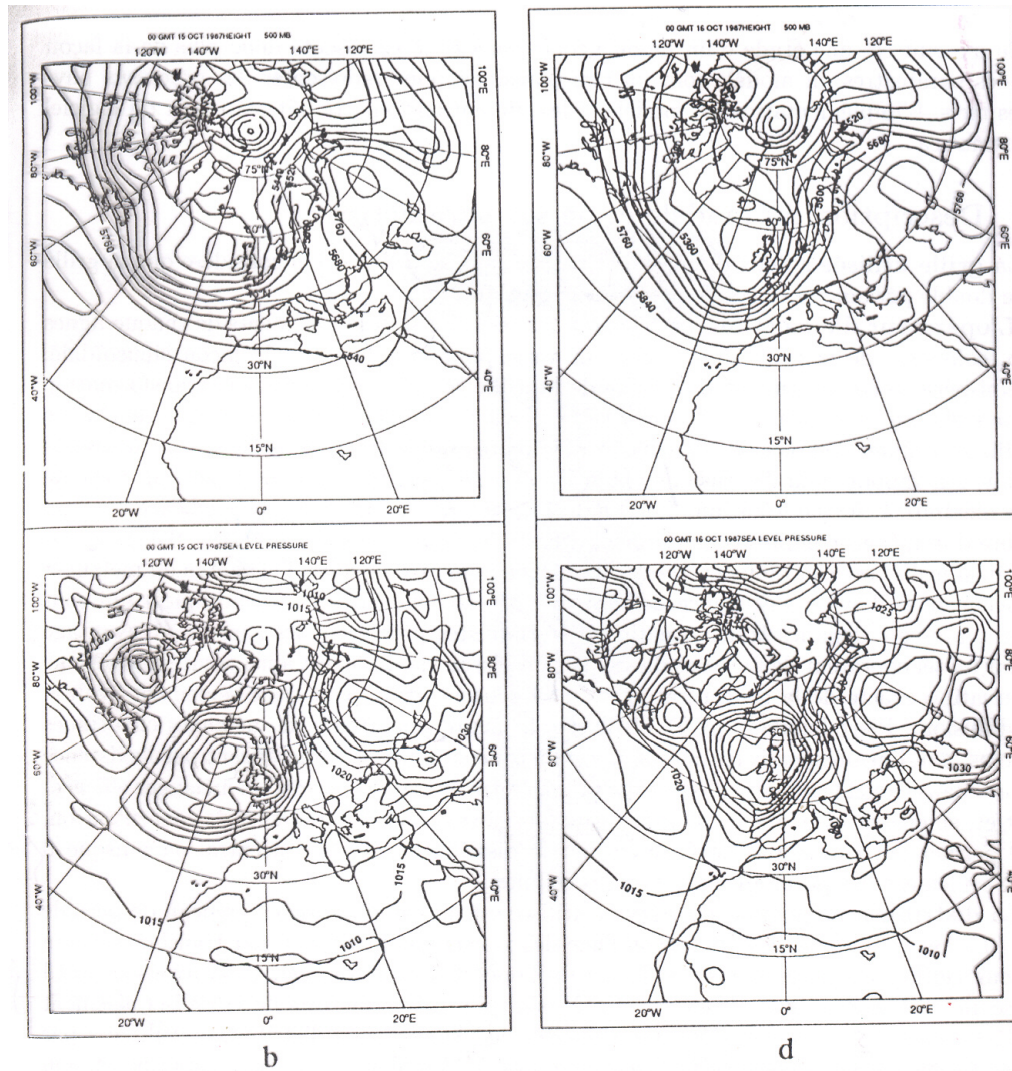 00 GMT 15 OCT 1987HEIGHT 500 MB
120°W 140°W 140°E 120°E
100°W
100°E
80°W
80°E
75°N
5440
5520
60°W
5760
5760
5680
60°E
45°N
5840
30°N
40°W
40°E
15°N
20°W 0° 20°E
00 GMT 16 OCT 1987HEIGHT 500 MB
120°W 140°W 140°E 120°E
100°W
100°E
5520
80°W
5680
80°E
75°N
5600
5760
60°W
5760
5360
60°E
5840
30°N
40°W
40°E
15°N
20°W 0° 20°E
00 GMT 15 OCT 1987SEA LEVEL PRESSURE
120°W 140°W 140°E 120°E
100°W
1010
1015
100°E
1020
80°W
80°E
75°N
1030
60°W
1020
60°E
30°N
40°W
1015
1015
40°E
1010
15°N
20°W 0° 20°E
b
00 GMT 16 OCT 1987SEA LEVEL PRESSURE
120°W 140°W 140°E 120°E
100°W
1025
100°E
80°W
80°E
60°W
1020
1030
60°E
30°N
40°W
1015
40°E
1010
15°N
20°W 0° 20°E
d